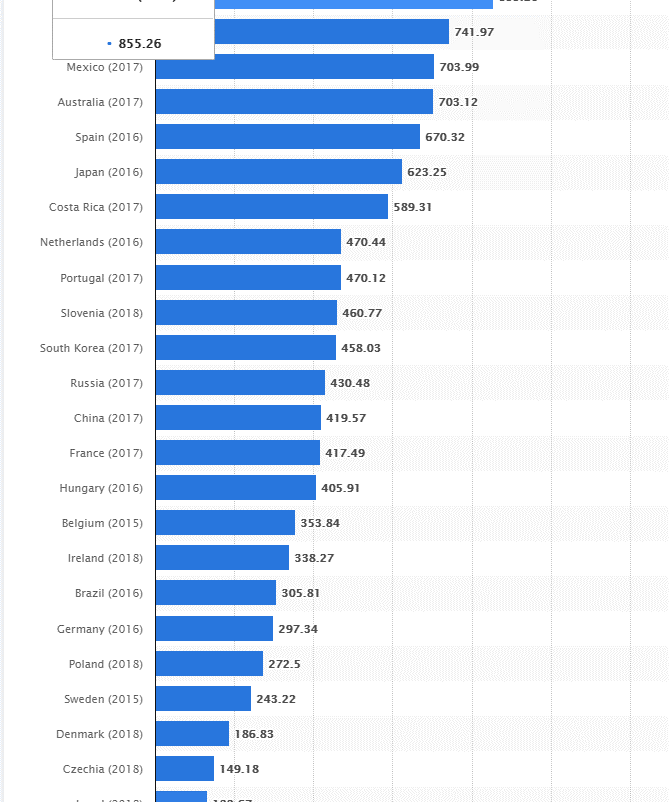 855.26
741.97
Mexico (2017) 703.99
Australia (2017) 703.12
Spain (2016) 670.32
Japan (2016) 623.25
Costa Rica (2017) 589.31
Netherlands (2016) 470.44
Portugal (2017) 470.12
Slovenia (2018) 460.77
South Korea (2017) 458.03
Russia (2017) 430.48
China (2017) 419.57
France (2017) 417.49
Hungary (2016) 405.91
Belgium (2015) 353.84
Ireland (2018) 338.27
Brazil (2016) 305.81
Germany (2016) 297.34
Poland (2018) 272.5
Sweden (2015) 243.22
Denmark (2018) 186.83
Czechia (2018) 149.18